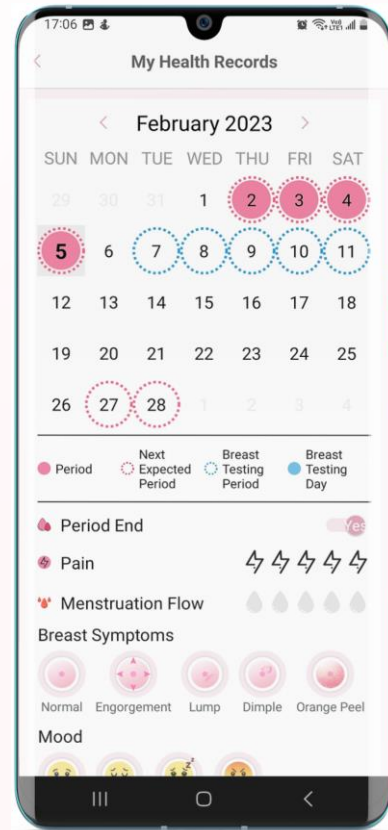 17:06 LTE1
My Health Records
February 2023
SUN MON TUE WED THU FRI SAT
29 30 31 1 2 3 4
5 6 7 8 9 10 11
12 13 14 15 16 17 18
19 20 21 22 23 24 25
26 27 28 1 2 3 4
Period
Next
Expected
Period
Breast
Testing
Period
Breast
Testing
Day
Period End Yes
Pain
Menstruation Flow
Breast Symptoms
Normal Engorgement Lump Dimple Orange Peel
Mood